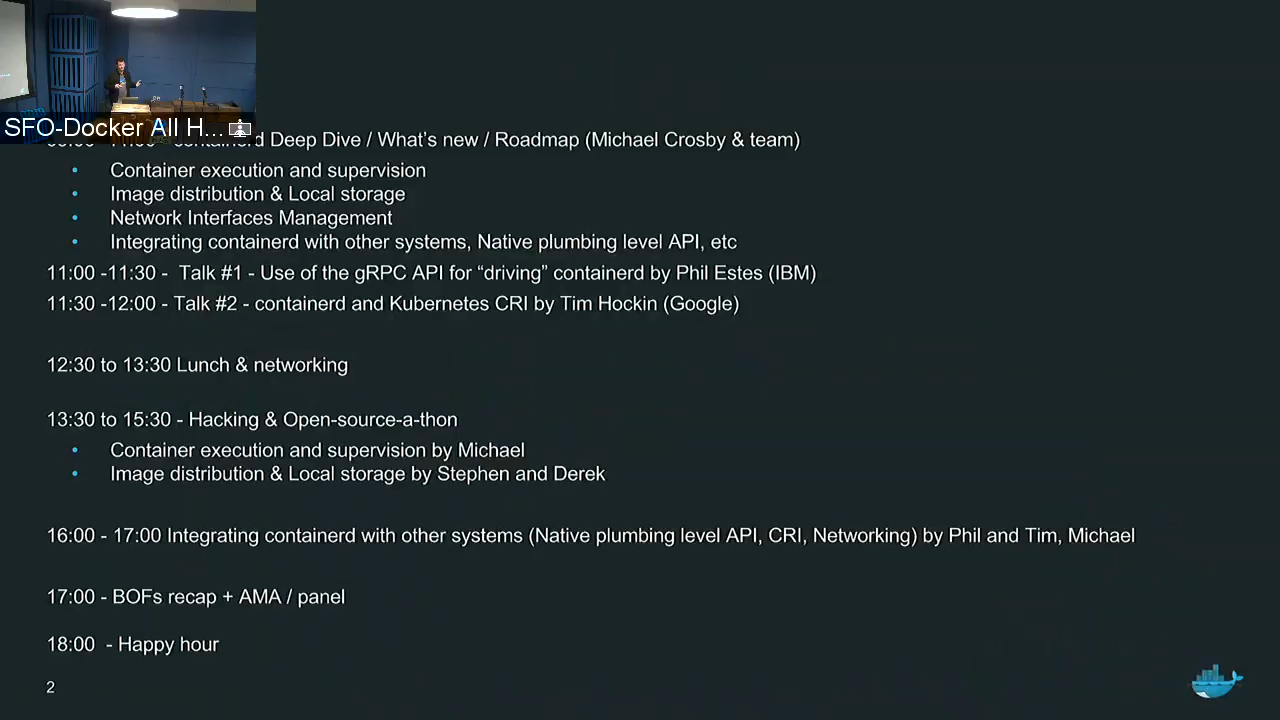 SFO-Docker All H...
Deep Dive / What's new / Roadmap (Michael Crosby & team)
• Container execution and supervision
• Image distribution & Local storage
• Network Interfaces Management
• Integrating containerd with other systems, Native plumbing level API, etc
11:00 -11:30 - Talk #1 - Use of the gRPC API for “driving” containerd by Phil Estes (IBM)
11:30 -12:00 - Talk #2 - containerd and Kubernetes CRI by Tim Hockin (Google)
12:30 to 13:30 Lunch & networking
13:30 to 15:30 - Hacking & Open-source-a-thon
• Container execution and supervision by Michael
• Image distribution & Local storage by Stephen and Derek
16:00 - 17:00 Integrating containerd with other systems (Native plumbing level API, CRI, Networking) by Phil and Tim, Michael
17:00 - BOFs recap + AMA / panel
18:00 - Happy hour
2